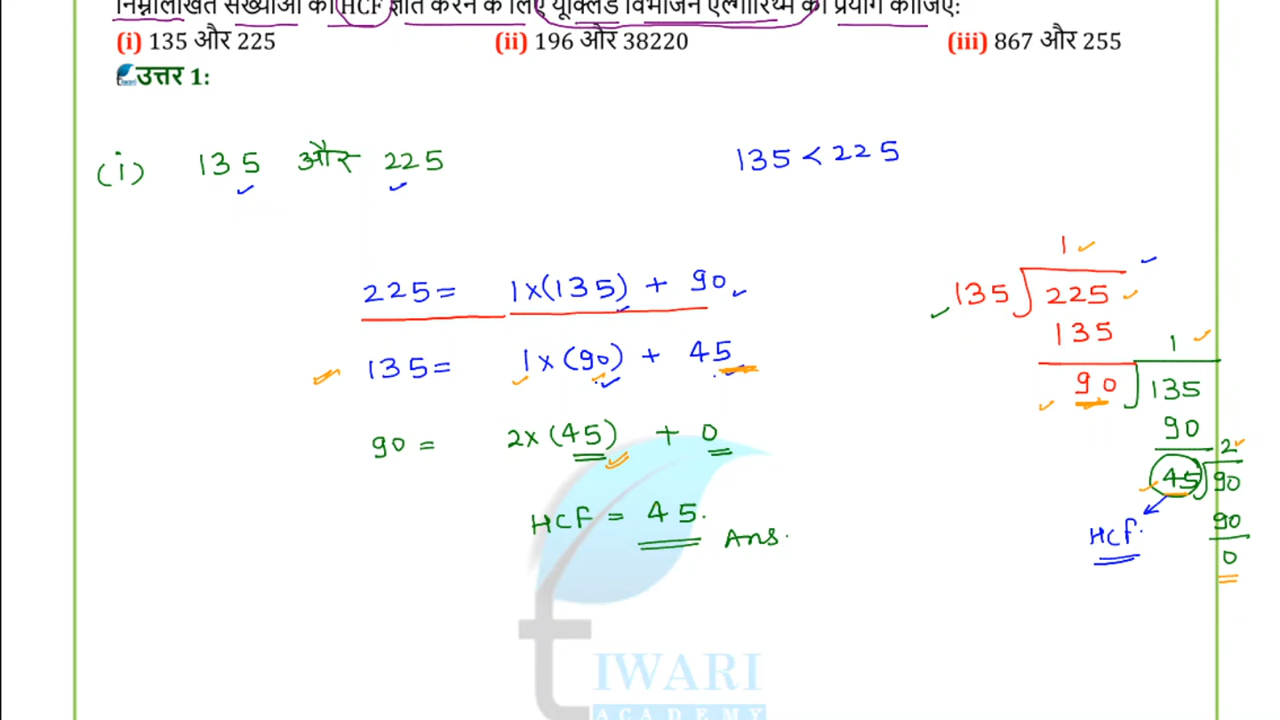 निम्नलिखित संख्याओं का HCF ज्ञात करने के लिए यूक्लिड विभाजन एल्गोरिथ्म का प्रयोग कीजिए:
(i) 135 और 225 (ii) 196 और 38220 (iii) 867 और 255
उत्तर 1:
(i) 135 और 225 135 < 225
225 = 1x(135) + 90
135 = 1x(90) + 45
90 = 2x(45) + 0
HCF = 45. Ans.
1
135 225
135
1
90 135
90
2
45 90
90
0
HCF.
TIWARI
ACADEMY